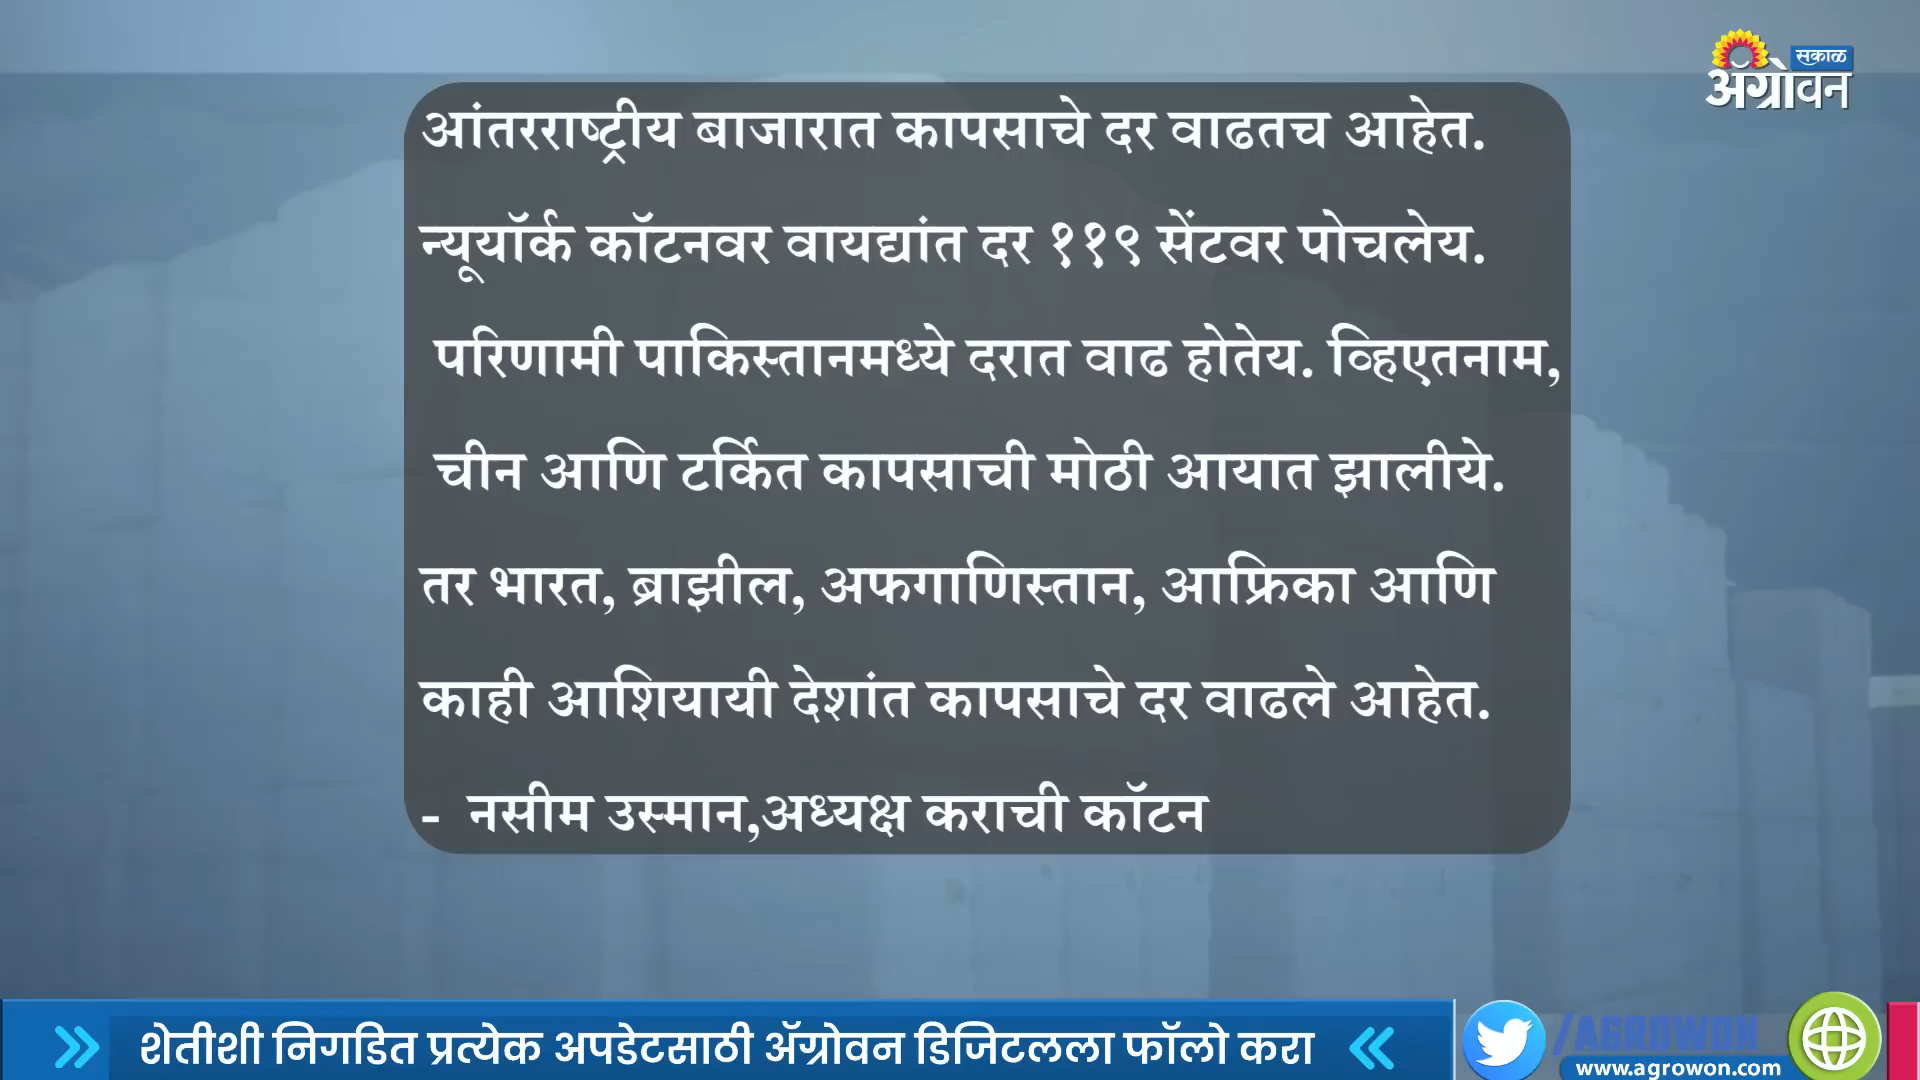 सकाळ
ॲग्रोवन
आंतरराष्ट्रीय बाजारात कापसाचे दर वाढतच आहेत.
न्यूयॉर्क कॉटनवर वायद्यांत दर ११९ सेंटवर पोचलेय.
परिणामी पाकिस्तानमध्ये दरात वाढ होतेय. व्हिएतनाम,
चीन आणि टर्कित कापसाची मोठी आयात झालीये.
तर भारत, ब्राझील, अफगाणिस्तान, आफ्रिका आणि
काही आशियायी देशांत कापसाचे दर वाढले आहेत.
- नसीम उस्मान,अध्यक्ष कराची कॉटन
शेतीशी निगडित प्रत्येक अपडेटसाठी ॲग्रोवन डिजिटलला फॉलो करा
/AGROWON
www.agrowon.com